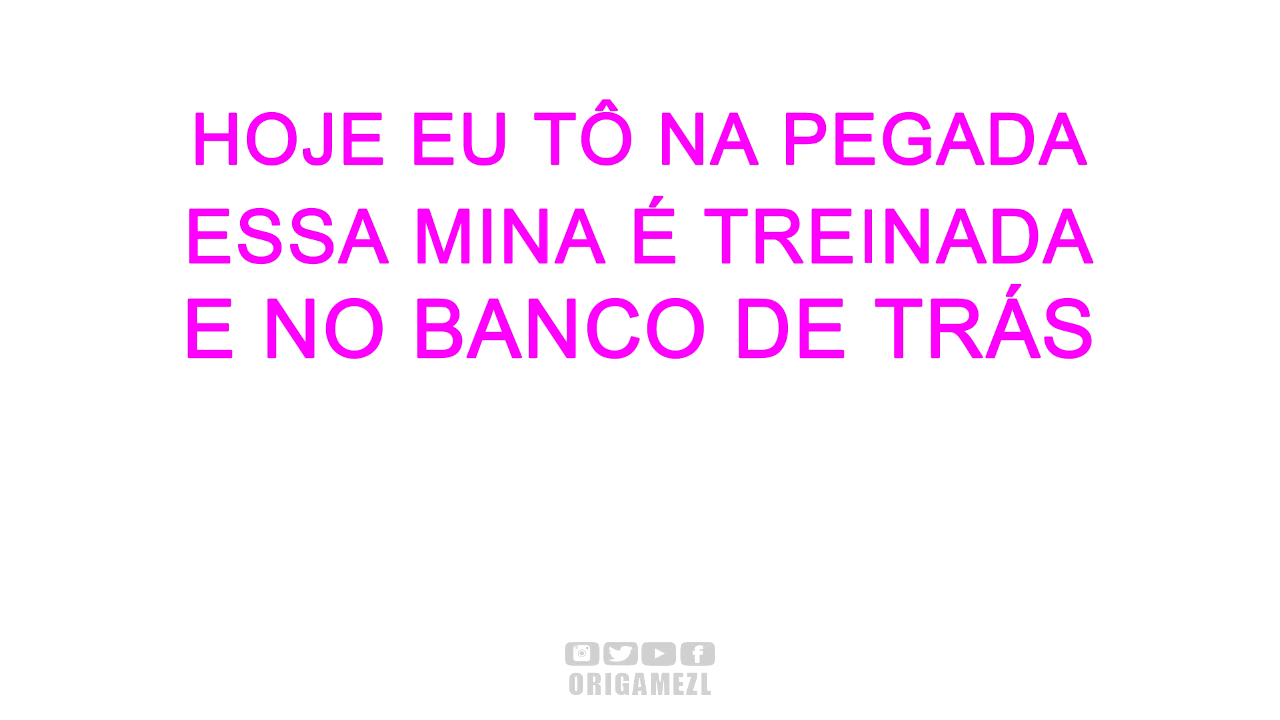 HOJE EU TÔ NA PEGADA
ESSA MINA É TREINADA
E NO BANCO DE TRÁS
ORIGAMEZL